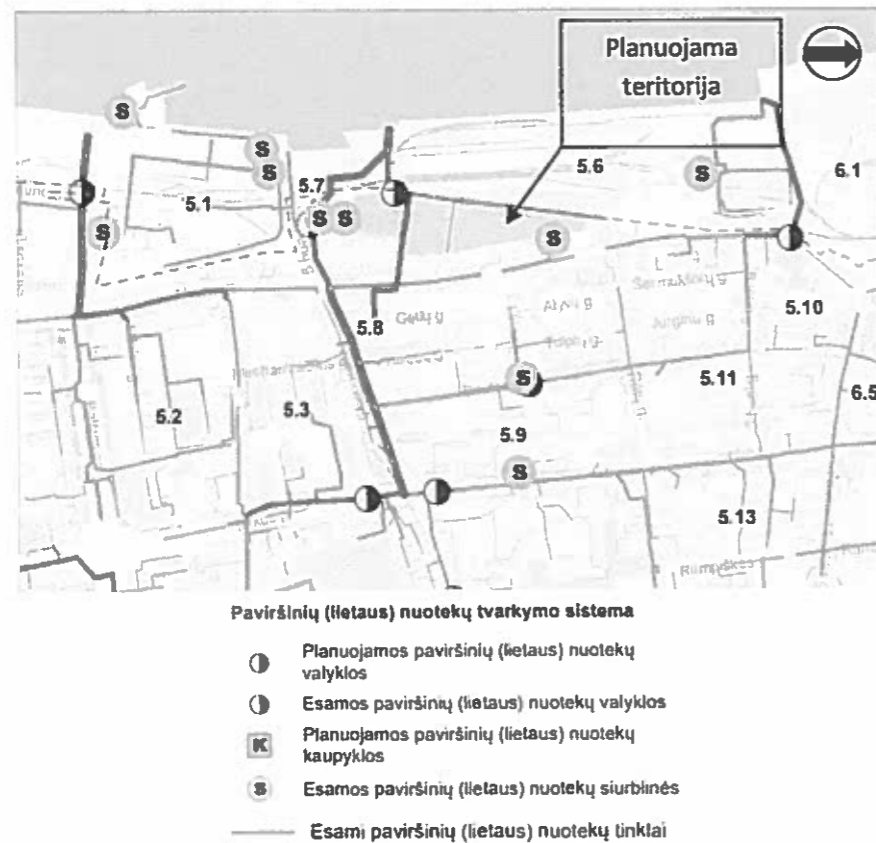 Planuojama
teritorija
S
S
S
5.7
5.6
S
6.1
5.1
S
S
S
S
5.8
5.10
S
5.11
6.5
5.2
5.3
5.9
S
5.13
Rumpiškės
Paviršinių (lietaus) nuotekų tvarkymo sistema
Planuojamos paviršinių (lietaus) nuotekų
valyklos
Esamos paviršinių (lietaus) nuotekų valyklos
K
Planuojamos paviršinių (lietaus) nuotekų
kaupyklos
S
Esamos paviršinių (lietaus) nuotekų siurblinės
Esami paviršinių (lietaus) nuotekų tinklai